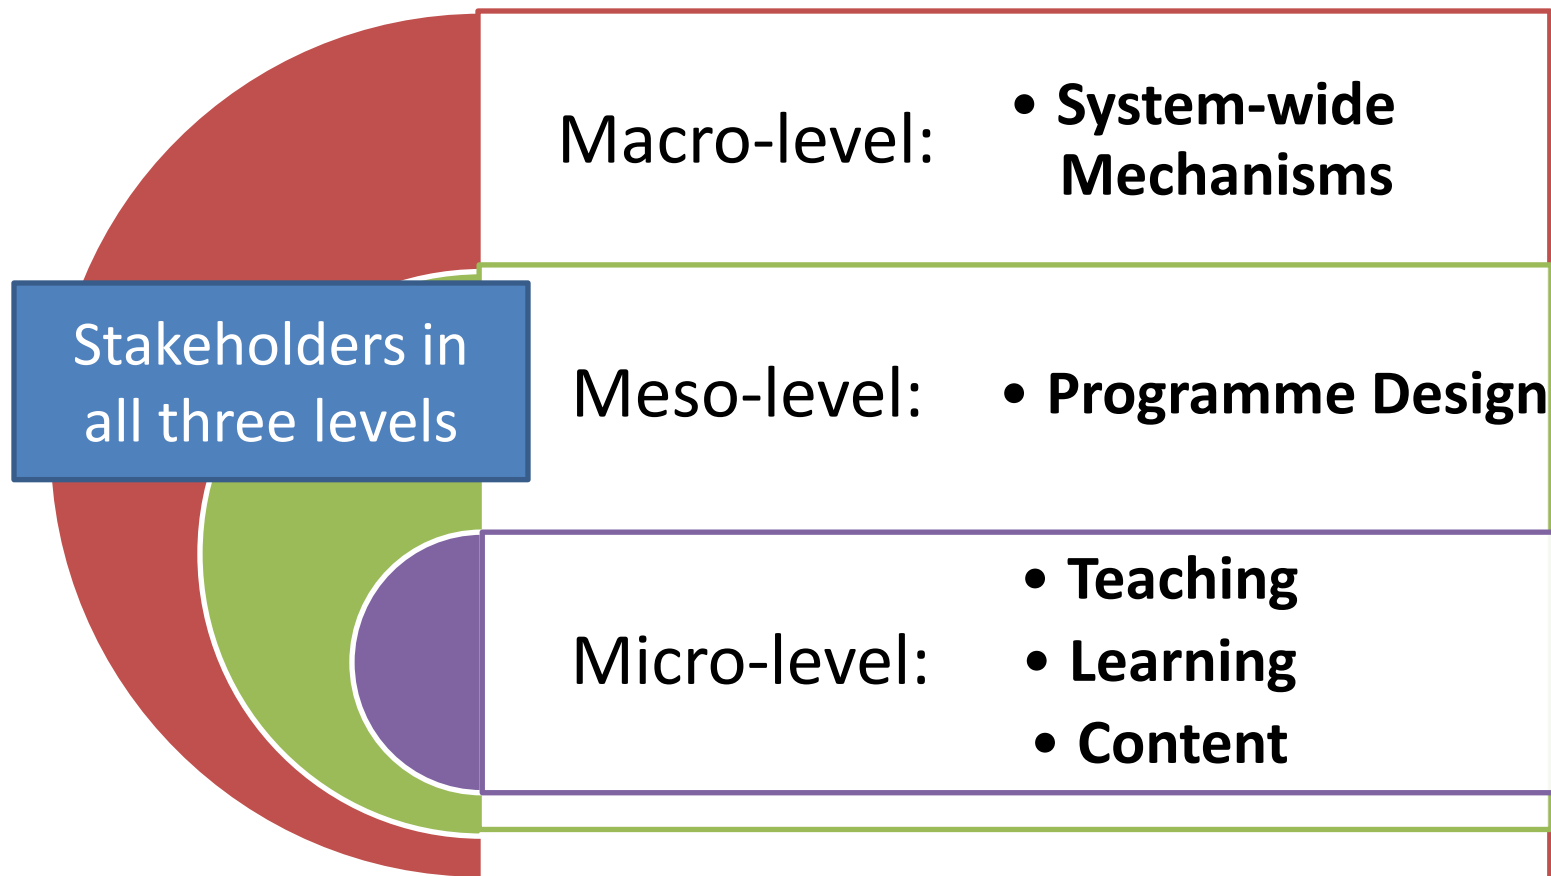 Macro-level:
• System-wide
Mechanisms
Stakeholders in
all three levels
Meso-level:
• Programme Design
Micro-level:
• Teaching
• Learning
• Content